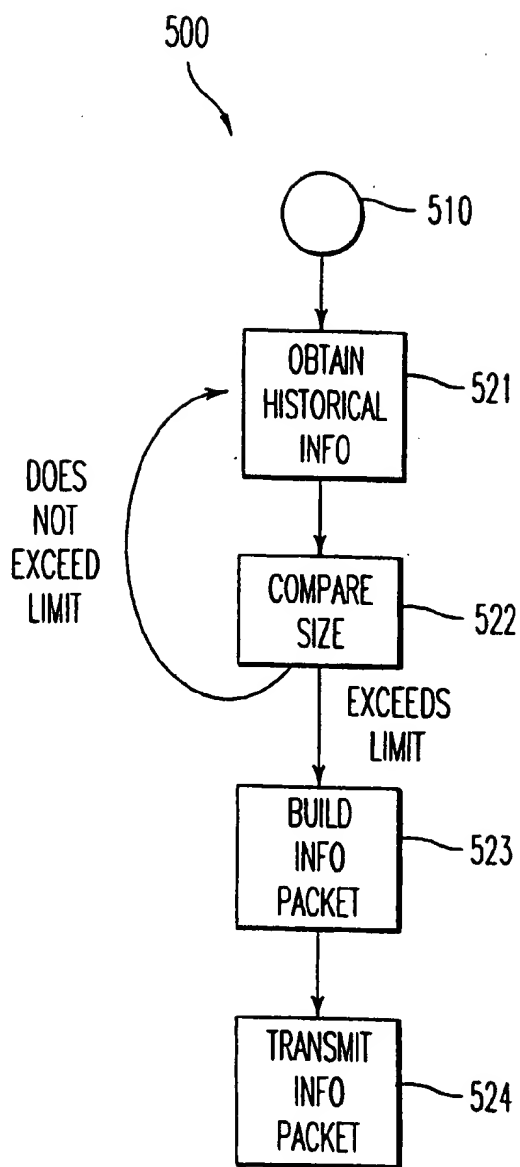 500
510
OBTAIN
HISTORICAL
INFO
521
DOES
NOT
EXCEED
LIMIT
COMPARE
SIZE
522
EXCEEDS
LIMIT
BUILD
INFO
PACKET
523
TRANSMIT
INFO
PACKET
524